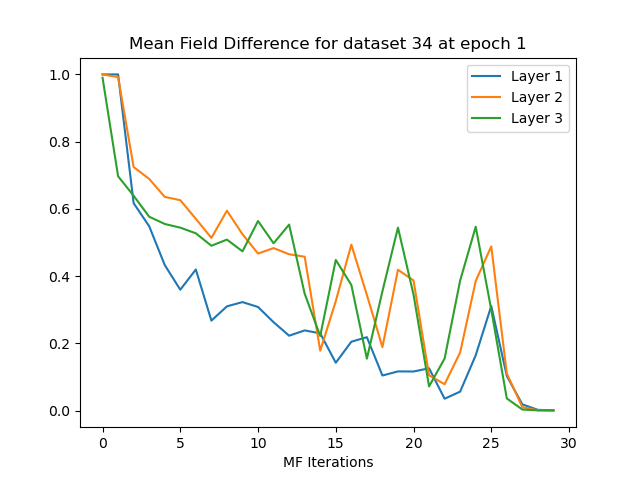 Mean Field Difference for dataset 34 at epoch 1
Layer 1
Layer 2
Layer 3
1.0
0.8
0.6
0.4
0.2
0.0
0 5 10 15 20 25 30
MF Iterations